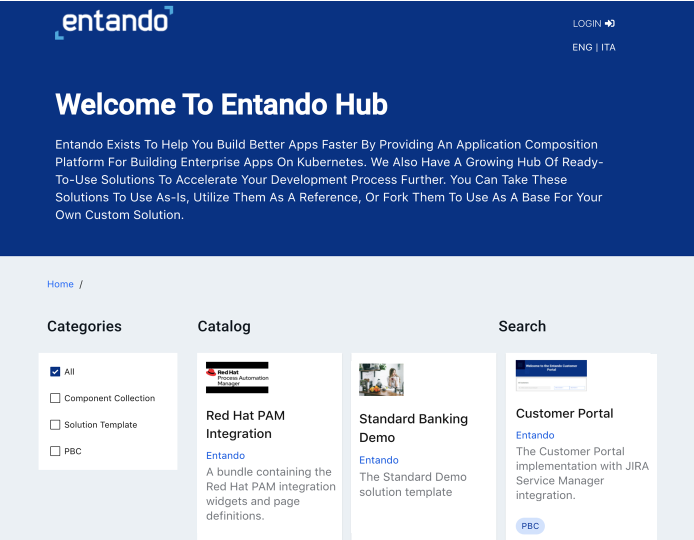 entando
LOGIN
ENG | ITA
Welcome To Entando Hub
Entando Exists To Help You Build Better Apps Faster By Providing An Application Composition
Platform For Building Enterprise Apps On Kubernetes. We Also Have A Growing Hub Of Ready-
To-Use Solutions To Accelerate Your Development Process Further. You Can Take These
Solutions To Use As-Is, Utilize Them As A Reference, Or Fork Them To Use As A Base For Your
Own Custom Solution.
Home /
Categories
Catalog
Search
All
Component Collection
Solution Template
PBC
Red Hat
Process Automation
Manager
Red Hat PAM
Integration
Entando
A bundle containing the
Red Hat PAM integration
widgets and page
definitions.
Standard Banking
Demo
Entando
The Standard Demo
solution template
Welcome to the Entando Customer
Portal
Customer Portal
Entando
The Customer Portal
implementation with JIRA
Service Manager
integration.
PBC